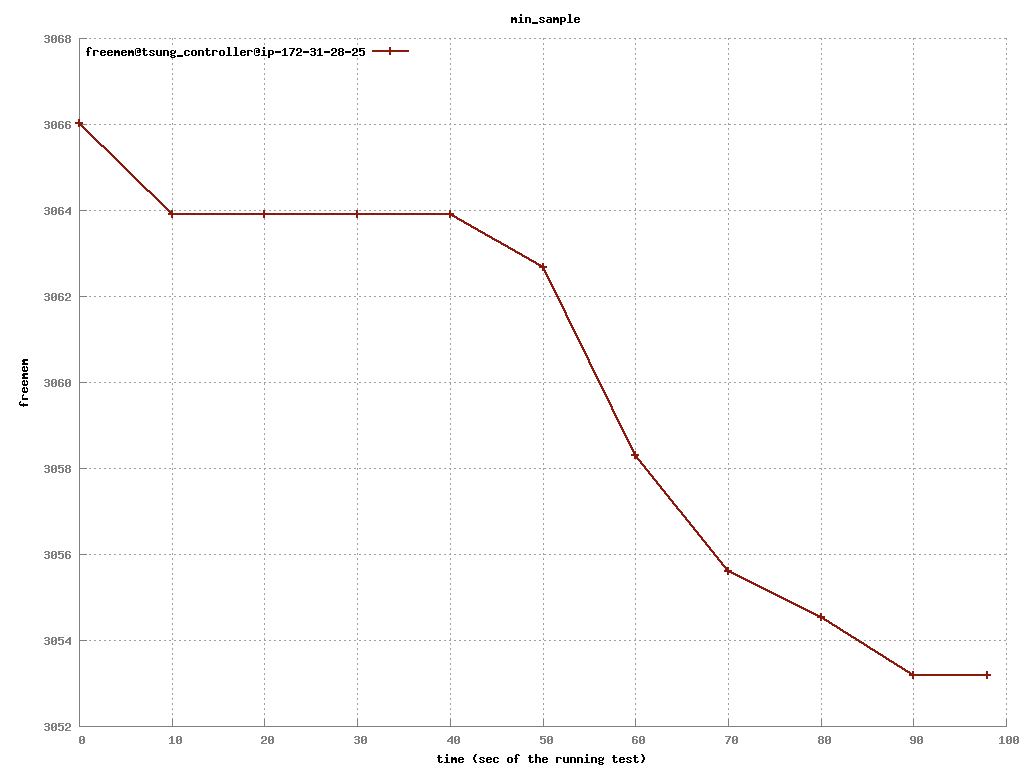 min_sample
3068
freemem@tsung_controller@ip-172-31-28-25
3066
3064
3062
3060
freemem
3058
3056
3054
3052
0 10 20 30 40 50 60 70 80 90 100
time (sec of the running test)